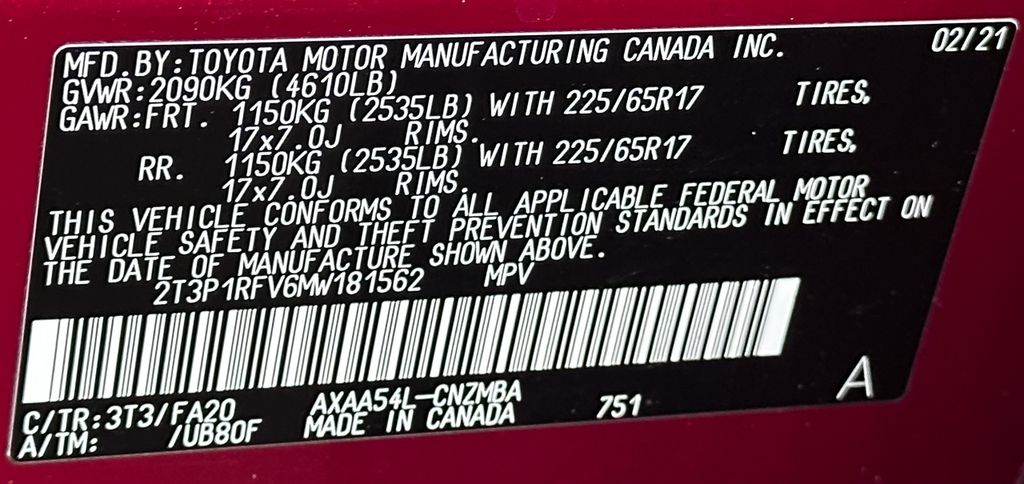 MFD.BY:TOYOTA MOTOR MANUFACTURING CANADA INC. 02/21
GVWR:2090KG (4610LB)
GAWR:FRT. 1150KG (2535LB) WITH 225/65R17 TIRES,
17x7.0J RIMS.
RR. 1150KG (2535LB) WITH 225/65R17 TIRES.
17x7.0J RIMS.
THIS VEHICLE CONFORMS TO ALL APPLICABLE FEDERAL MOTOR
VEHICLE SAFETY AND THEFT PREVENTION STANDARDS IN EFFECT ON
THE DATE OF MANUFACTURE SHOWN ABOVE.
2T3P1RFV6MW181562 MPV
C/TR:3T3/FA20 AXAA54L-CNZMBA 751 A
A/TM: /UB80F MADE IN CANADA